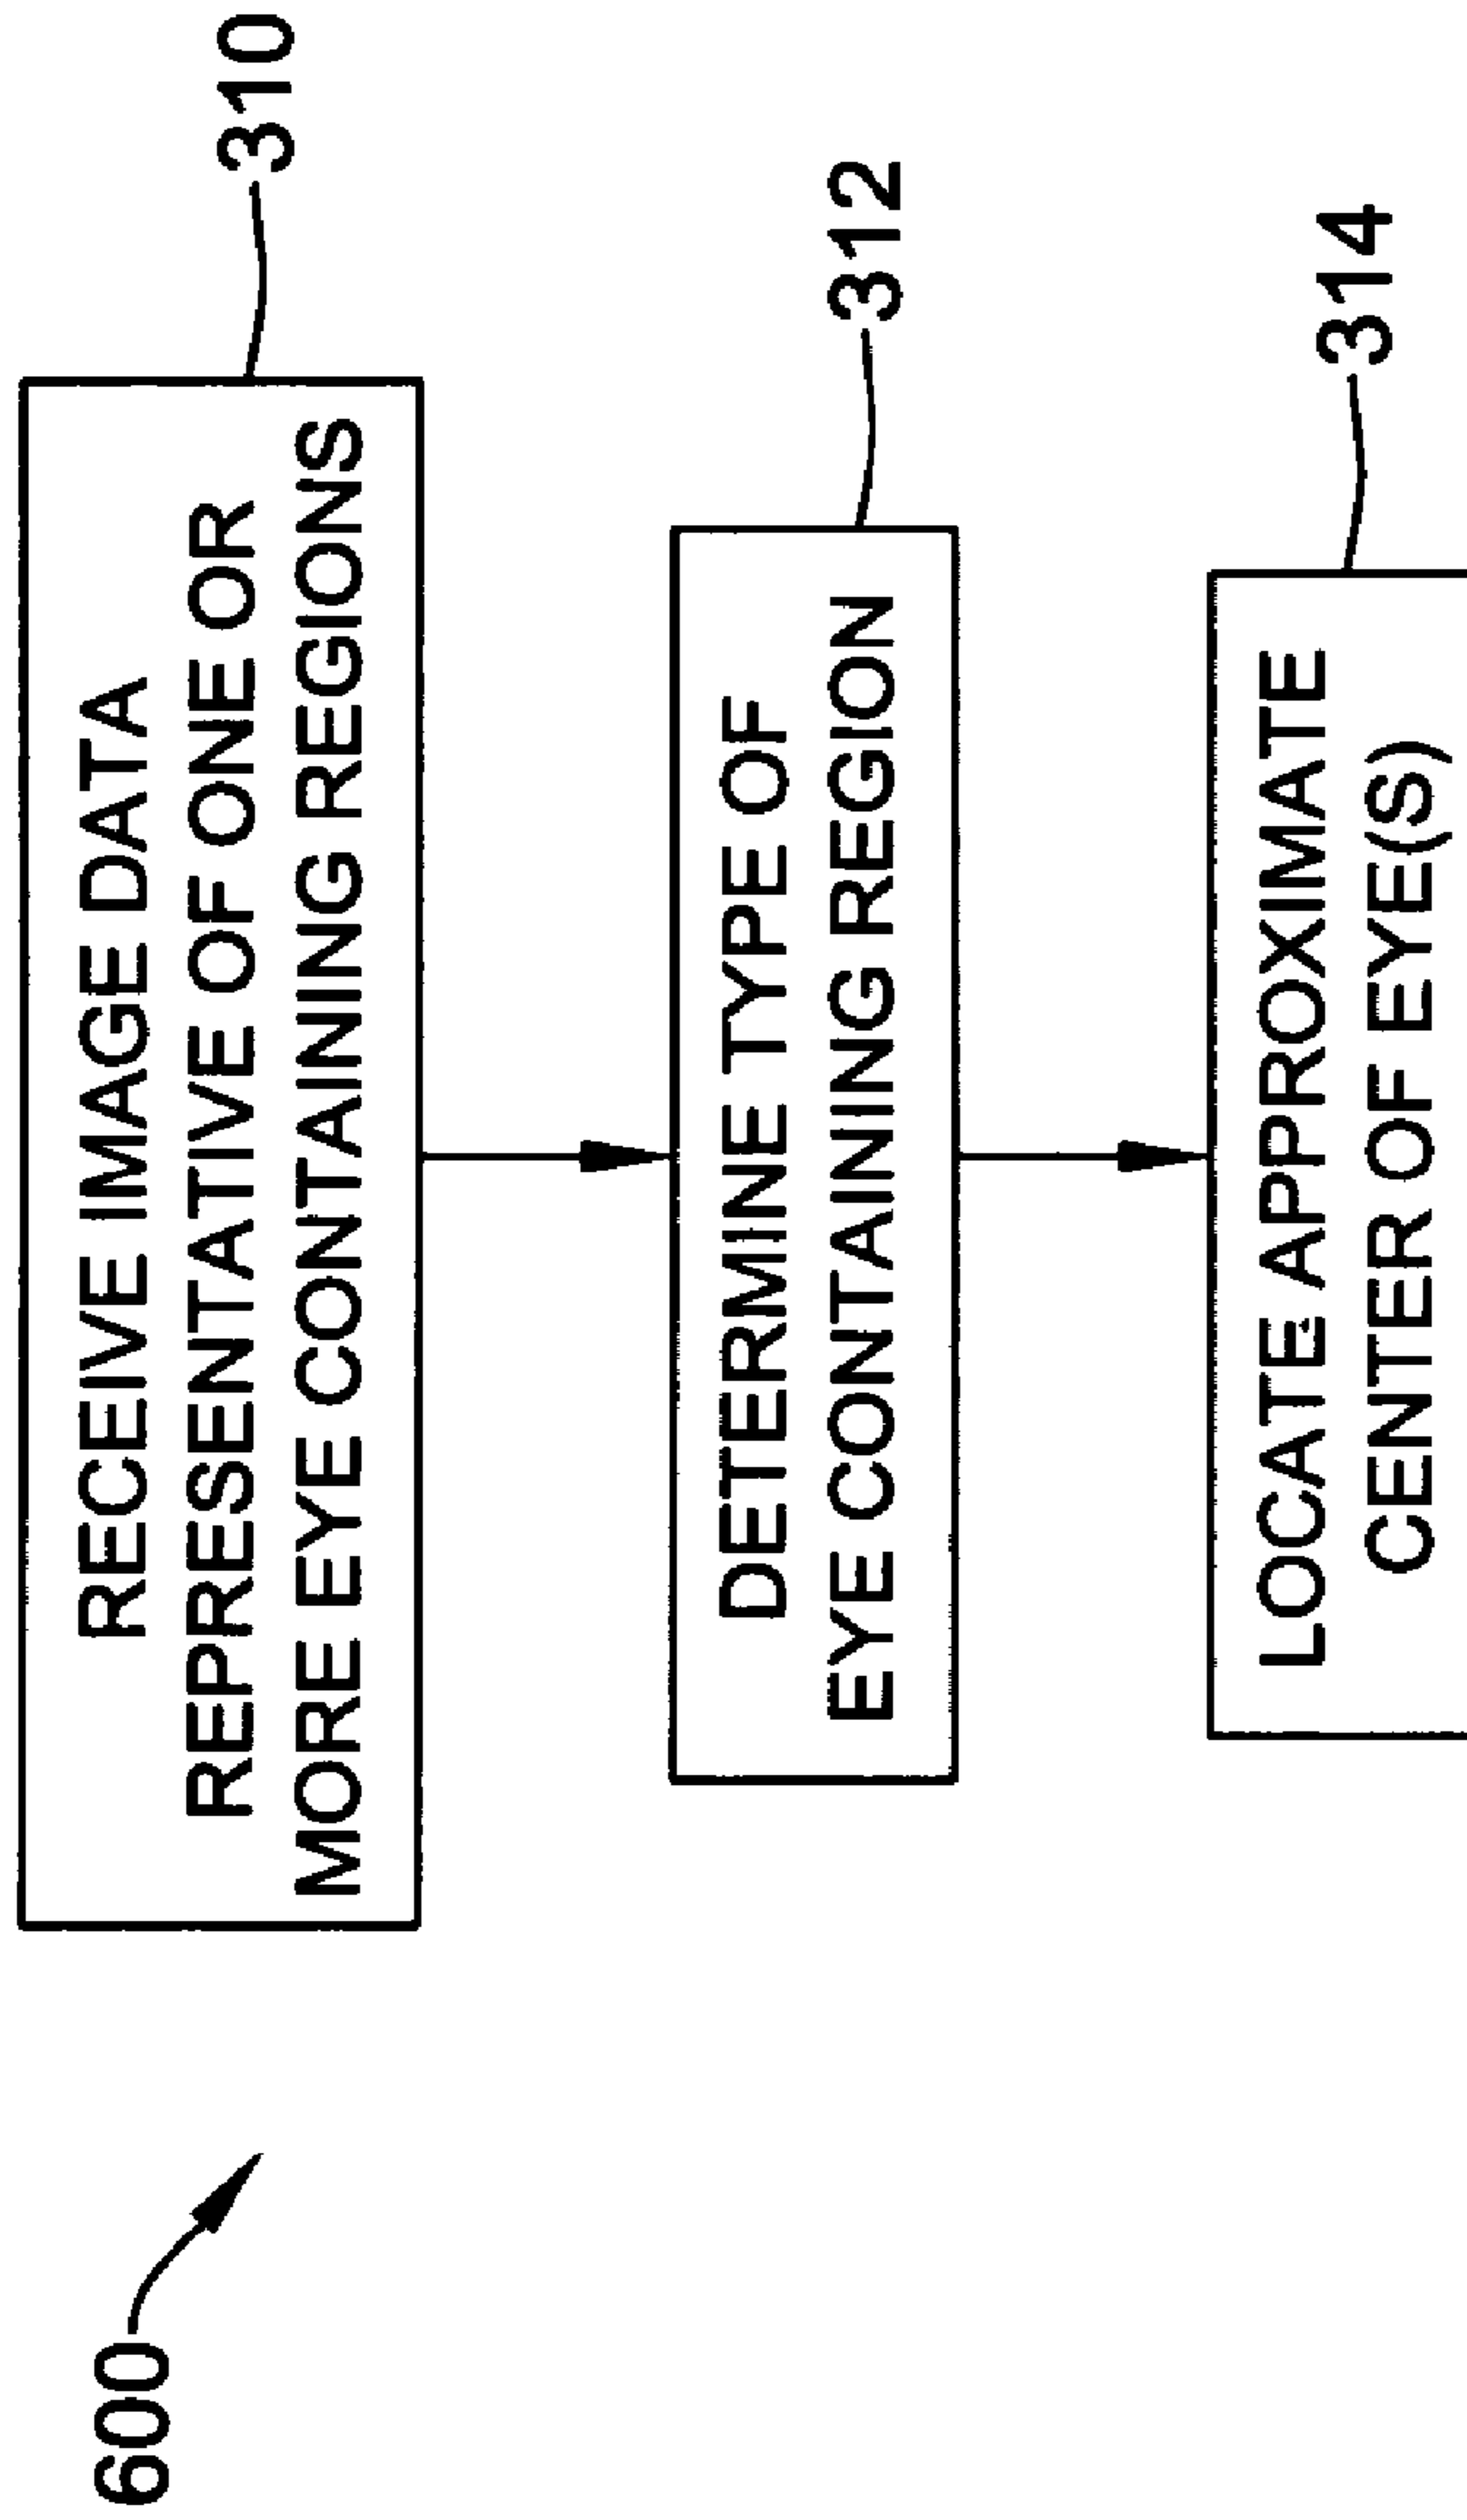 600
RECEIVE IMAGE DATA
REPRESENTATIVE OF ONE OR
MORE EYE CONTAINING REGIONS
310
DETERMINE TYPE OF
EYE CONTAINING REGION
312
LOCATE APPROXIMATE
CENTER OF EYE(S)
314